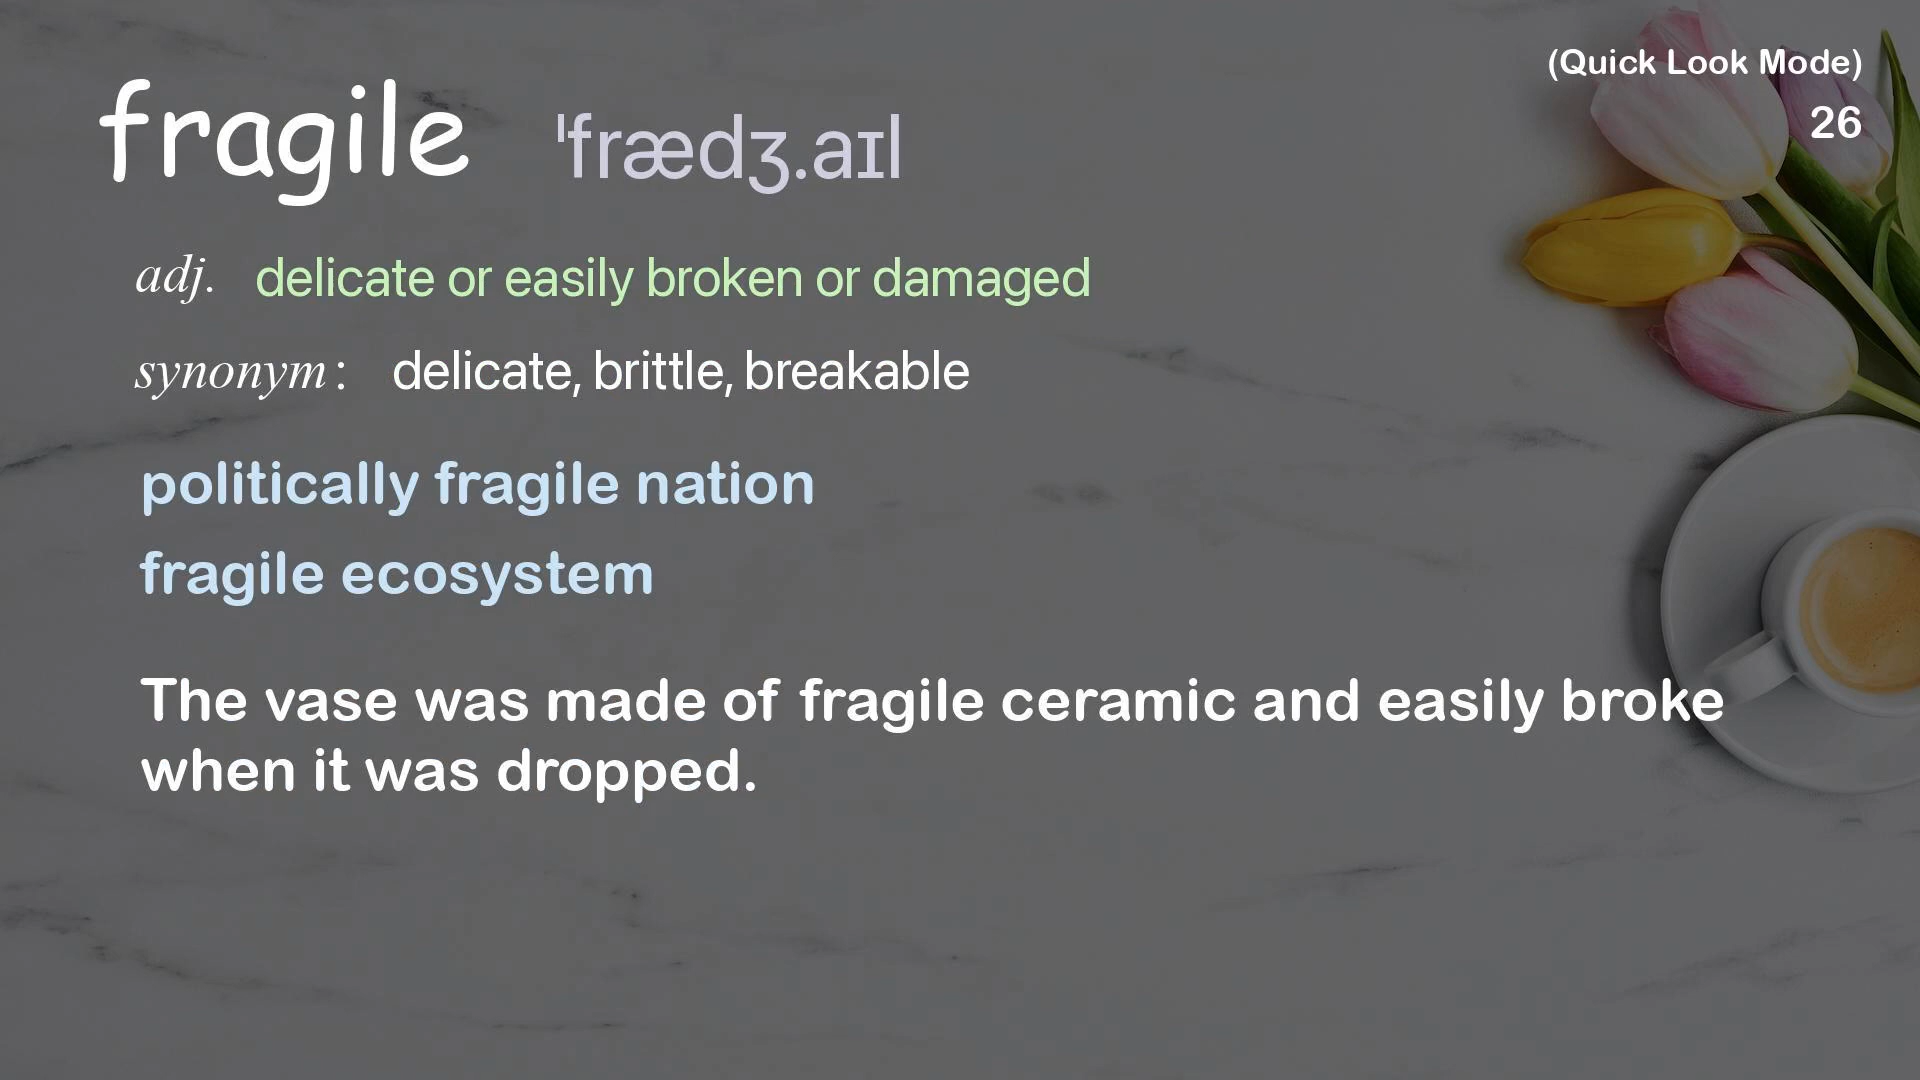 (Quick Look Mode)
26
fragile ˈfrædʒ.aɪl
adj. delicate or easily broken or damaged
synonym: delicate, brittle, breakable
politically fragile nation
fragile ecosystem
The vase was made of fragile ceramic and easily broke
when it was dropped.